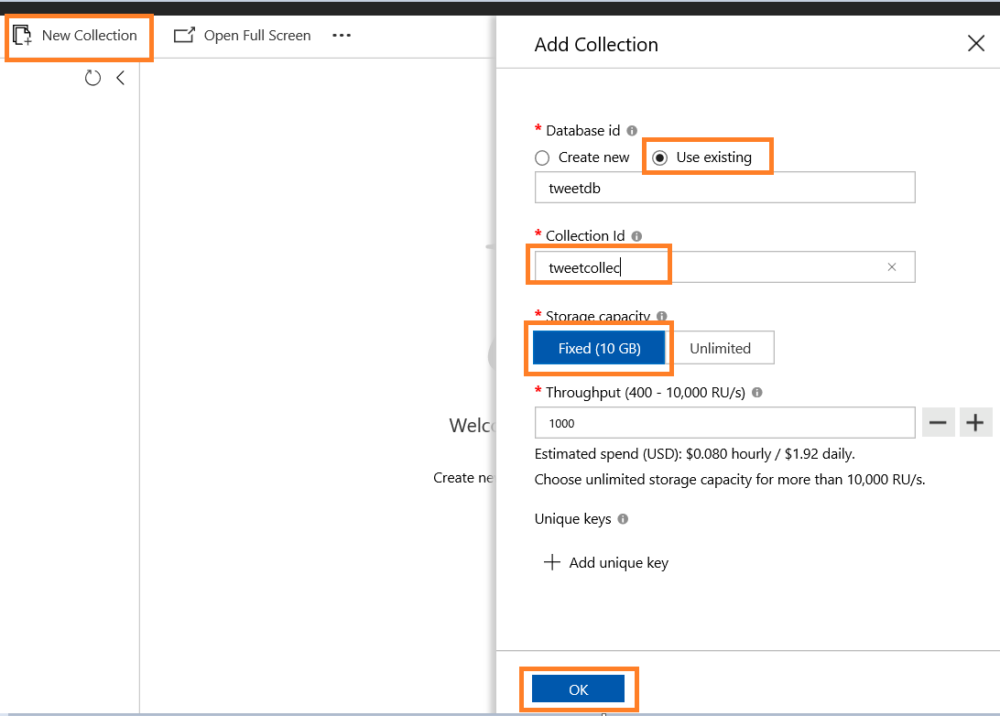 New Collection
Open Full Screen
Add Collection
* Database id
Create new
Use existing
tweetdb
* Collection Id
tweetcollec
* Storage capacity
Fixed (10 GB)
Unlimited
* Throughput (400 - 10,000 RU/s)
1000
Estimated spend (USD): $0.080 hourly / $1.92 daily.
Choose unlimited storage capacity for more than 10,000 RU/s.
Unique keys
Add unique key
OK
Welc
Create ne